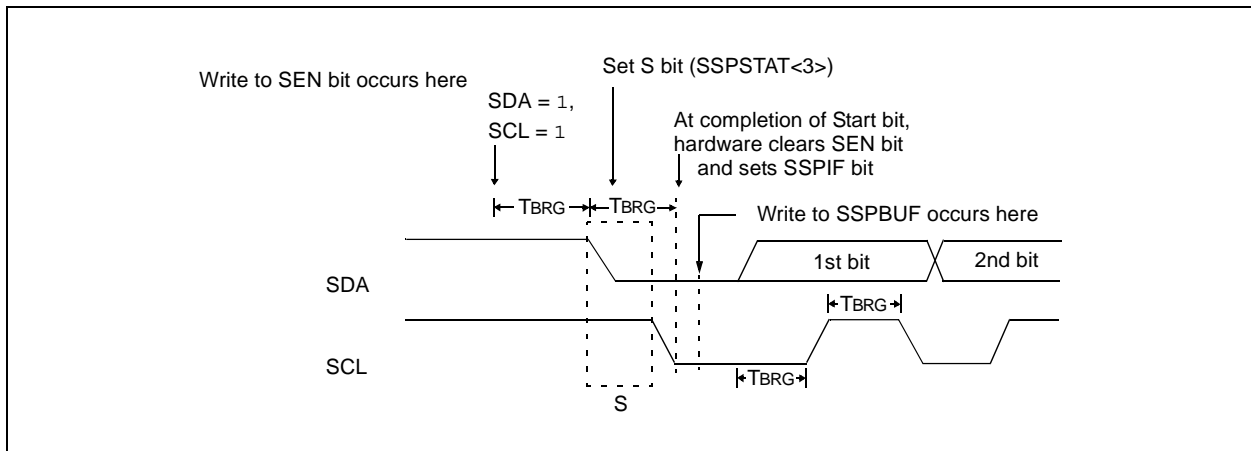 Write to SEN bit occurs here
Set S bit (SSPSTAT<3>)
SDA = 1,
SCL = 1
At completion of Start bit,
hardware clears SEN bit
and sets SSPIF bit
TBRG
TBRG
Write to SSPBUF occurs here
SDA
1st bit
2nd bit
TBRG
SCL
TBRG
S